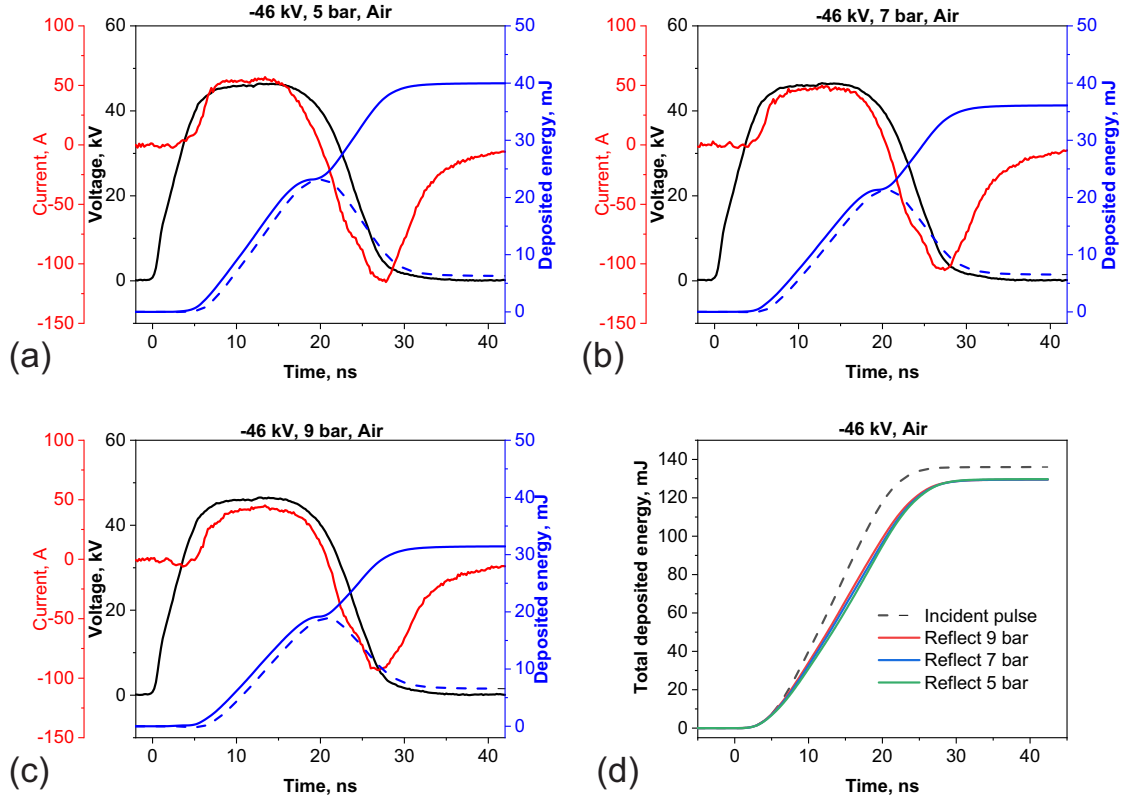 -46 kV, 5 bar, Air
100
50
0
-50
-100
-150
Current, A
60
40
20
0
Voltage, kV
50
40
30
20
10
0
Deposited energy, mJ
0 10 20 30 40
Time, ns
(a)
-46 kV, 7 bar, Air
100
50
0
-50
-100
-150
Current, A
60
40
20
0
Voltage, kV
50
40
30
20
10
0
Deposited energy, mJ
0 10 20 30 40
Time, ns
(b)
-46 kV, 9 bar, Air
100
50
0
-50
-100
-150
Current, A
60
40
20
0
Voltage, kV
50
40
30
20
10
0
Deposited energy, mJ
0 10 20 30 40
Time, ns
(c)
-46 kV, Air
140
120
100
80
60
40
20
0
Total deposited energy, mJ
Incident pulse
Reflect 9 bar
Reflect 7 bar
Reflect 5 bar
0 10 20 30 40
Time, ns
(d)